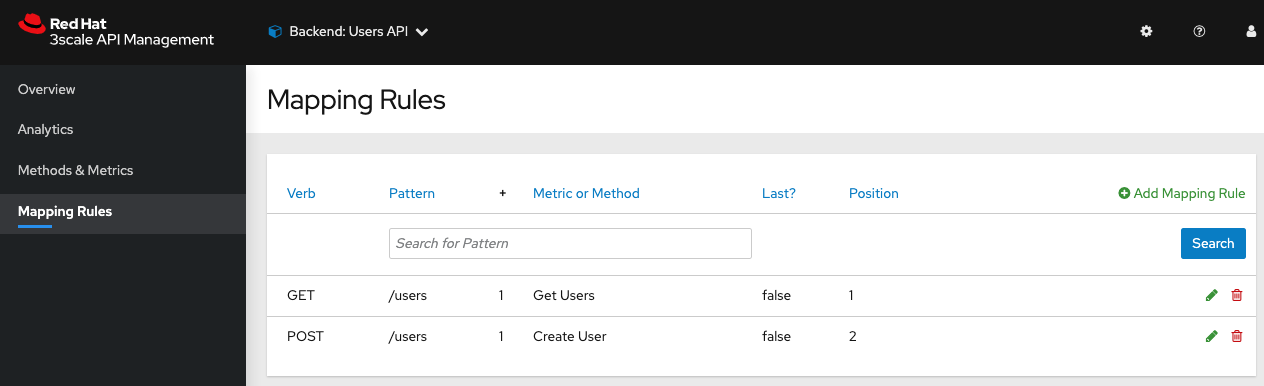 Red Hat
3scale API Management
Backend: Users API
Overview
Analytics
Methods & Metrics
Mapping Rules
Mapping Rules
Verb Pattern + Metric or Method Last? Position Add Mapping Rule
Search for Pattern Search
GET /users 1 Get Users false 1
POST /users 1 Create User false 2